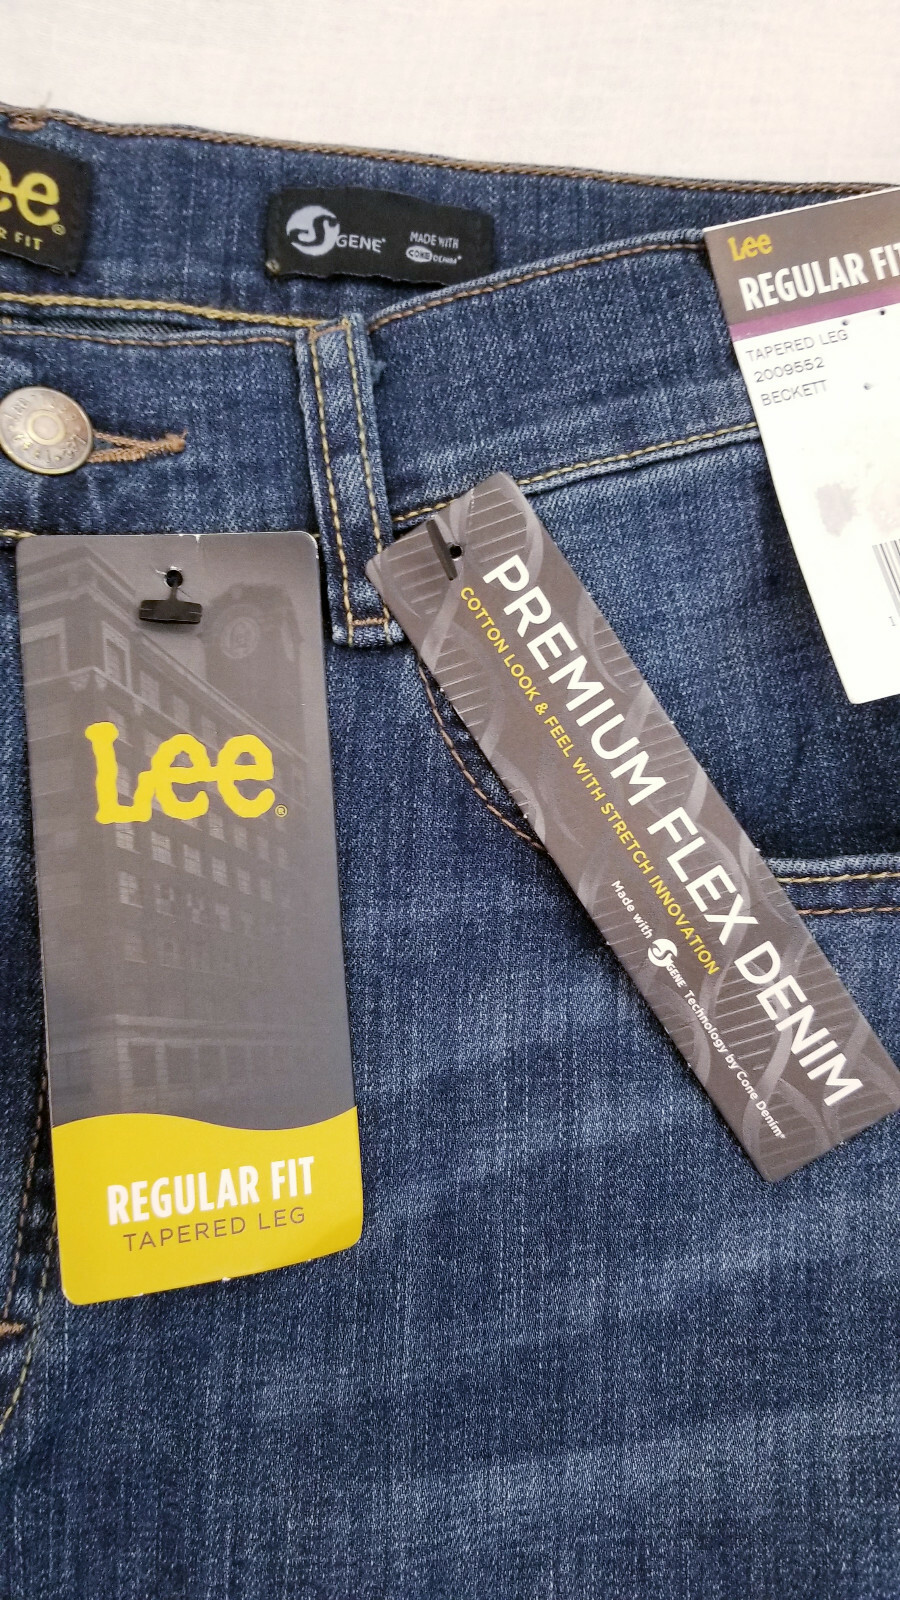 Lee®
FIT
S GENE®
MADE WITH
CONE DENIM®
Lee
REGULAR FIT
TAPERED LEG
2009552
BECKETT
1
PREMIUM FLEX DENIM
COTTON LOOK & FEEL WITH STRETCH INNOVATION
Made with S GENE Technology by Cone Denim®
Lee®
REGULAR FIT
TAPERED LEG